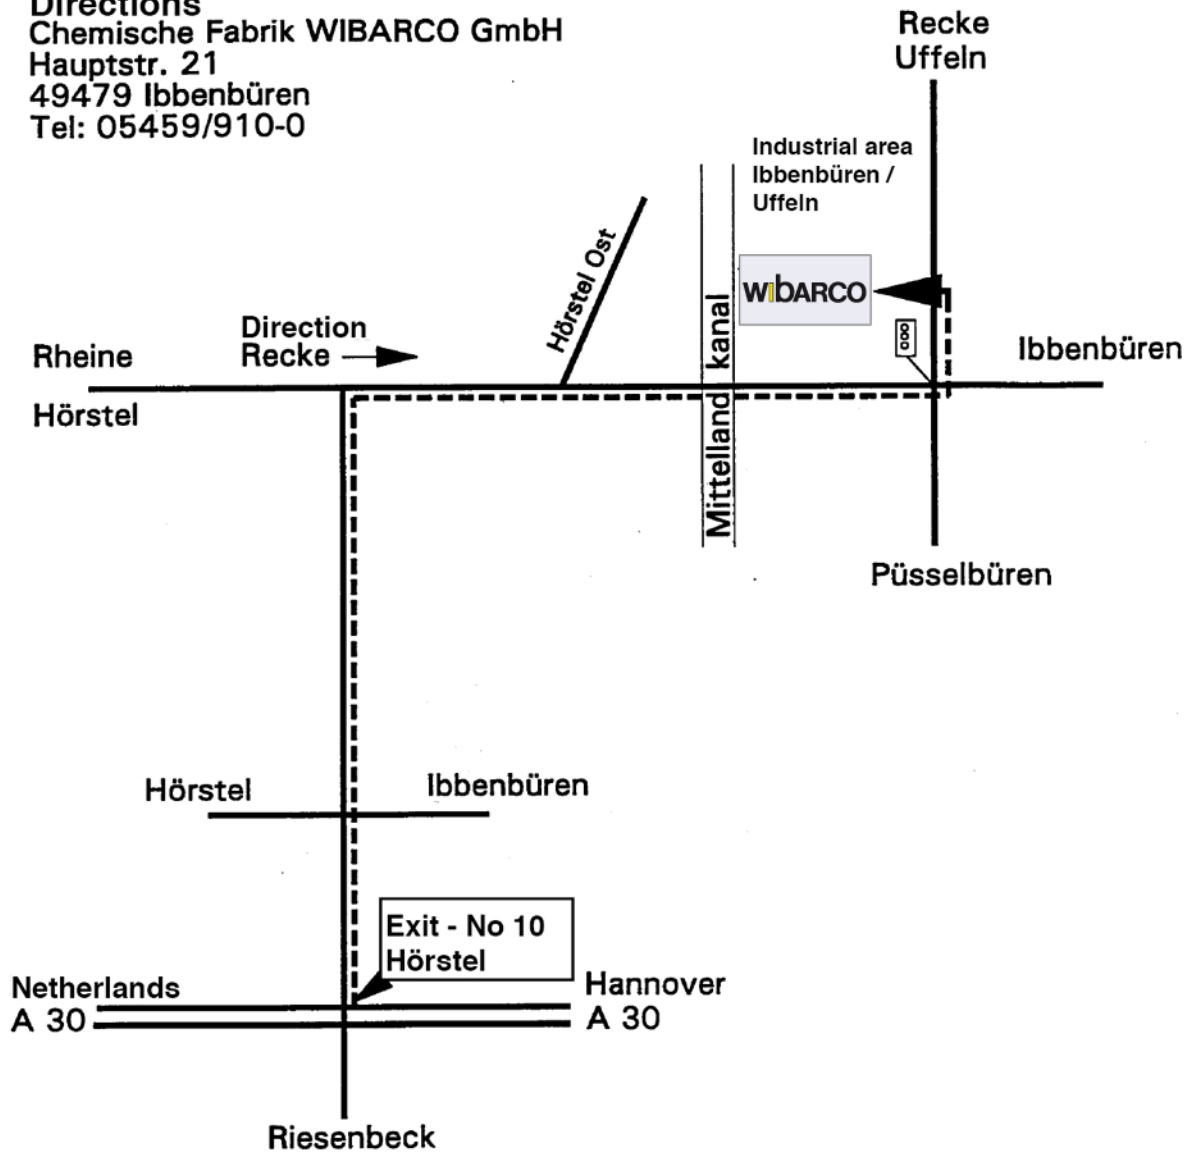 Directions
Chemische Fabrik WIBARCO GmbH
Hauptstr. 21
49479 Ibbenbüren
Tel: 05459/910-0
Recke
Uffeln
Industrial area
Ibbenbüren /
Uffeln
Hörstel Ost
wibarco
Mittelland kanal
Direction
Recke
Rheine
Hörstel
Ibbenbüren
Püsselbüren
Hörstel
Ibbenbüren
Exit - No 10
Hörstel
Netherlands
A 30
Hannover
A 30
Riesenbeck